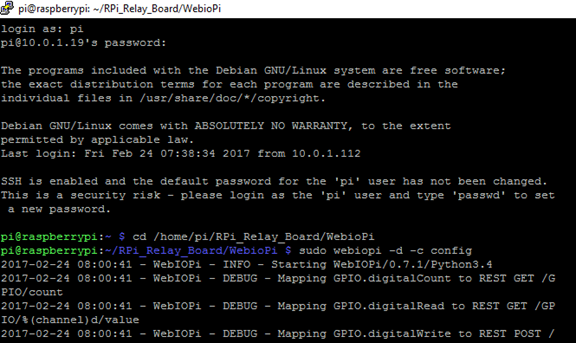 pi@raspberrypi: ~/RPi_Relay_Board/WebioPi
login as: pi
pi@10.0.1.19's password:
The programs included with the Debian GNU/Linux system are free software;
the exact distribution terms for each program are described in the
individual files in /usr/share/doc/*/copyright.
Debian GNU/Linux comes with ABSOLUTELY NO WARRANTY, to the extent
permitted by applicable law.
Last login: Fri Feb 24 07:38:34 2017 from 10.0.1.112
SSH is enabled and the default password for the 'pi' user has not been changed.
This is a security risk - please login as the 'pi' user and type 'passwd' to set
a new password.
pi@raspberrypi:~ $ cd /home/pi/RPi_Relay_Board/WebioPi
pi@raspberrypi:~/RPi_Relay_Board/WebioPi $ sudo webiopi -d -c config
2017-02-24 08:00:41 - WebIOPi - INFO - Starting WebIOPi/0.7.1/Python3.4
2017-02-24 08:00:41 - WebIOPi - DEBUG - Mapping GPIO.digitalCount to REST GET /G
PIO/count
2017-02-24 08:00:41 - WebIOPi - DEBUG - Mapping GPIO.digitalRead to REST GET /GP
IO/%(channel)d/value
2017-02-24 08:00:41 - WebIOPi - DEBUG - Mapping GPIO.digitalWrite to REST POST /